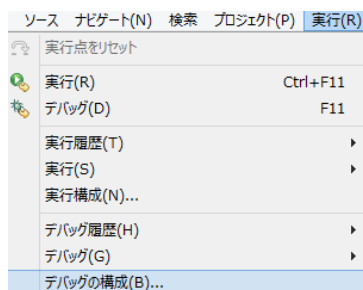 ソース ナビゲート(N) 検索 プロジェクト(P) 実行(R)
実行点をリセット
実行(R) Ctrl+F11
デバッグ(D) F11
実行履歴(T)
実行(S)
実行構成(N)...
デバッグ履歴(H)
デバッグ(G)
デバッグの構成(B)...